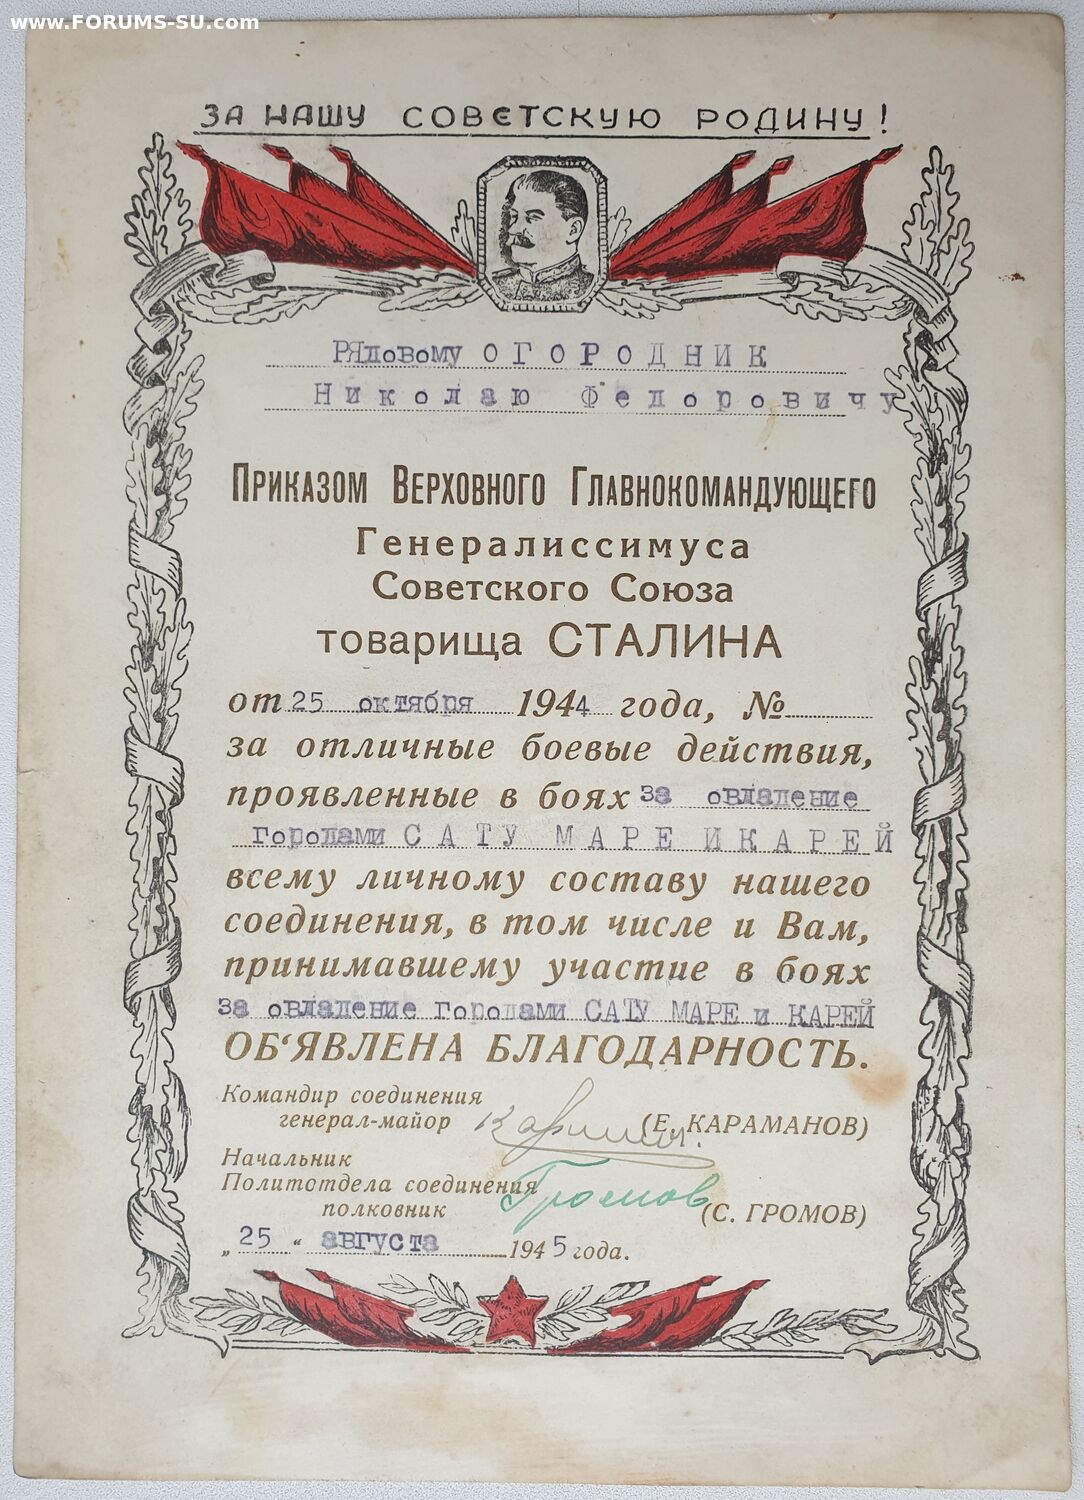 www.FORUMS-SU.com
ЗА НАШУ СОВЕТСКУЮ РОДИНУ!
РЯдовому ОГОРОДНИК
Николаю Федоровичу
ПРИКАЗОМ ВЕРХОВНОГО ГЛАВНОКОМАНДУЮЩЕГО
ГЕНЕРАЛИССИМУСА
СОВЕТСКОГО СОЮЗА
товарища СТАЛИНА
от 25 октября 1944 года, №
за отличные боевые действия,
проявленные в боях за овладение
городами САТУ МАРЕ И КАРЕЙ
всему личному составу нашего
соединения, в том числе и Вам,
принимавшему участие в боях
за овладение городами САТУ МАРЕ и КАРЕЙ
ОБ‘ЯВЛЕНА БЛАГОДАРНОСТЬ.
Командир соединения
генерал-майор (Е. КАРАМАНОВ)
Начальник
Политотдела соединения
полковник Громов (С. ГРОМОВ)
„ 25 “ августа 1945 года.